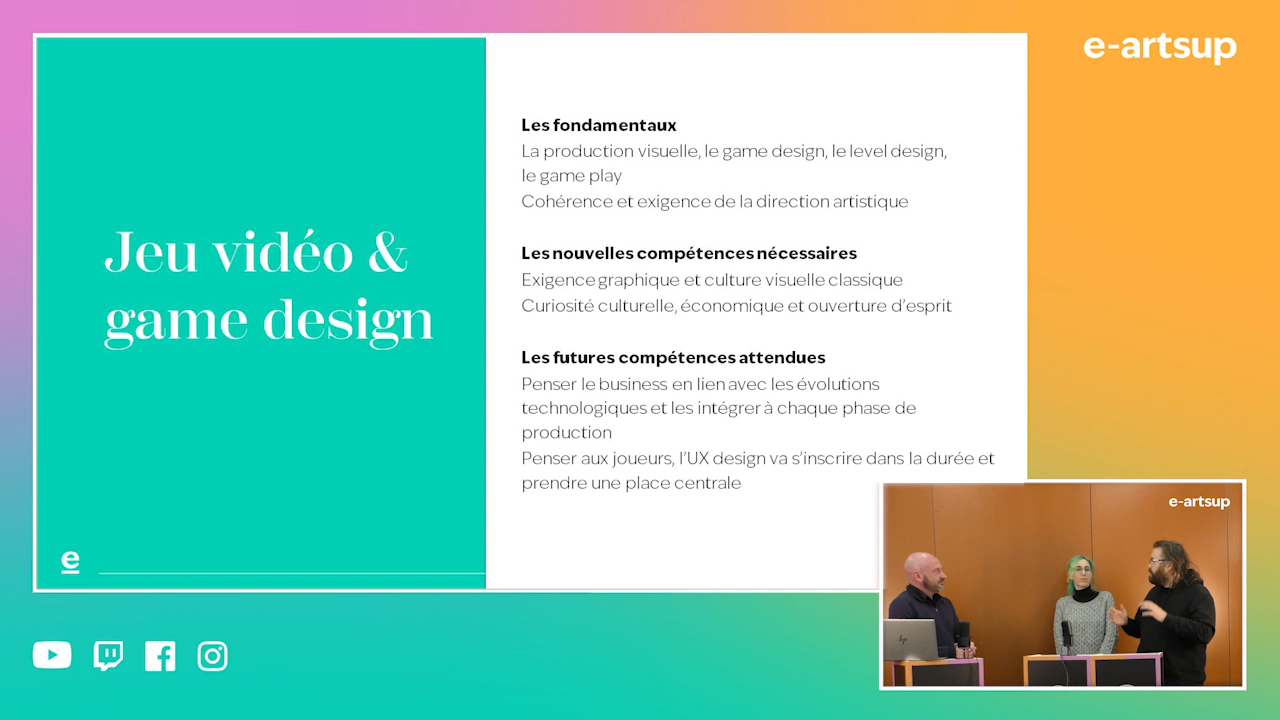 e-artsup
Jeu vidéo &
game design
e
Les fondamentaux
La production visuelle, le game design, le level design,
le game play
Cohérence et exigence de la direction artistique
Les nouvelles compétences nécessaires
Exigence graphique et culture visuelle classique
Curiosité culturelle, économique et ouverture d'esprit
Les futures compétences attendues
Penser le business en lien avec les évolutions
technologiques et les intégrer à chaque phase de
production
Penser aux joueurs, l'UX design va s'inscrire dans la durée et
prendre une place centrale
e-artsup
hp